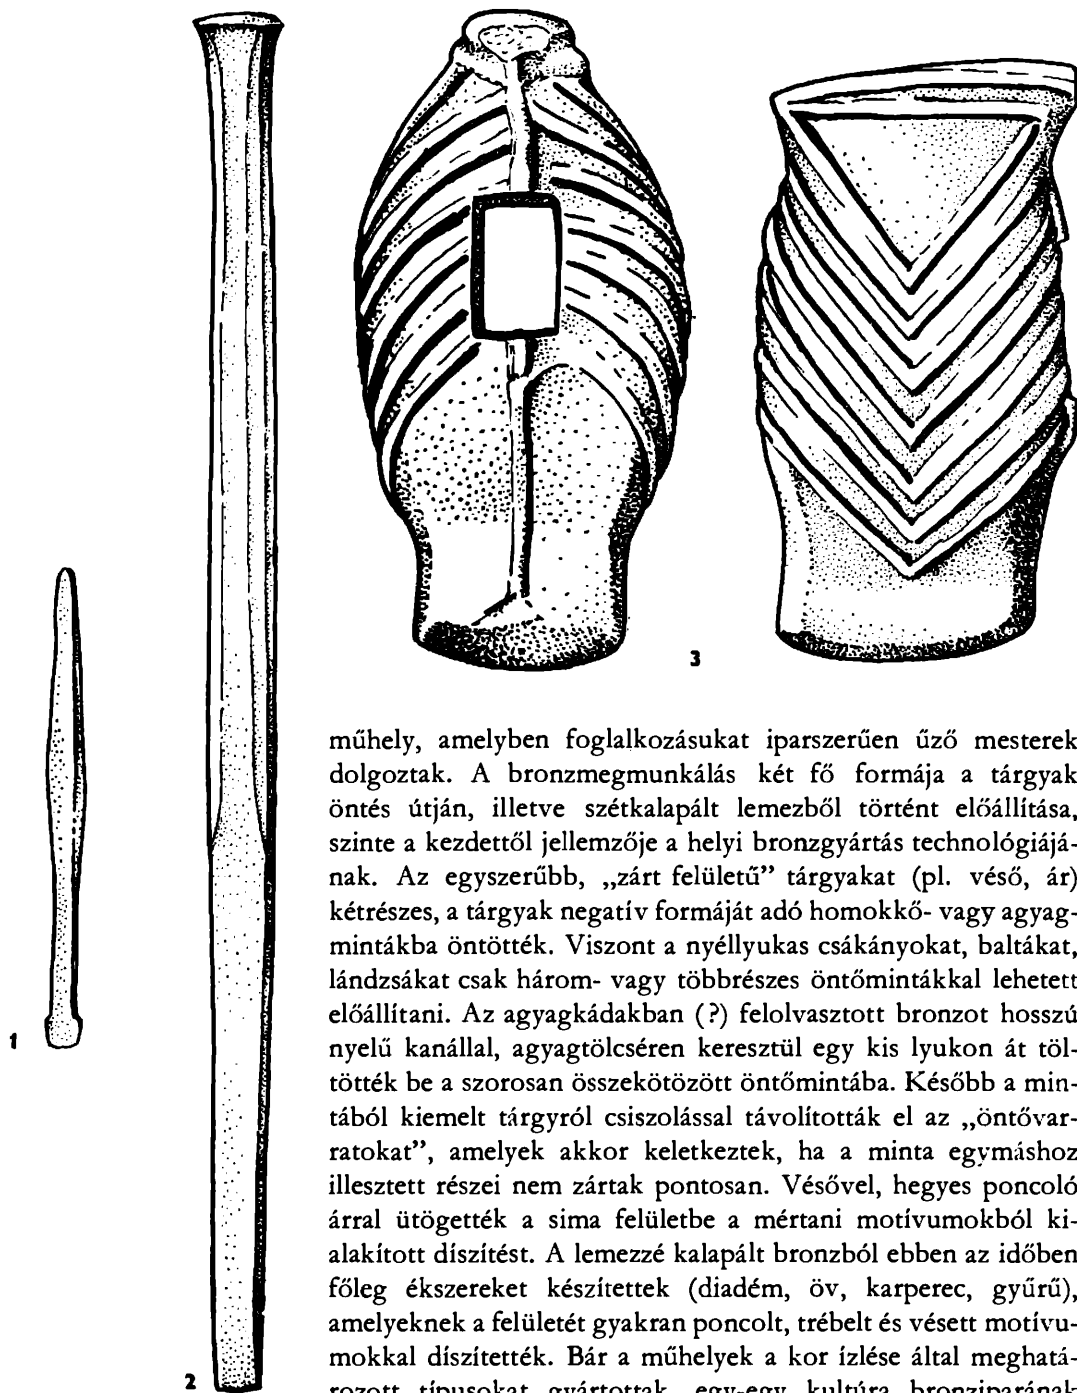 3
műhely, amelyben foglalkozásukat iparszerűen űző mesterek
dolgoztak. A bronzmegmunkálás két fő formája a tárgyak
öntés útján, illetve szétkalapált lemezből történt előállítása,
szinte a kezdettől jellemzője a helyi bronzgyártás technológiájá-
nak. Az egyszerűbb, „zárt felületű” tárgyakat (pl. véső, ár)
kétrészes, a tárgyak negatív formáját adó homokkő- vagy agyag-
mintákba öntötték. Viszont a nyéllyukas csákányokat, baltákat,
lándzsákat csak három- vagy többrészes öntőmintákkal lehetett
előállítani. Az agyagkádakban (?) felolvasztott bronzot hosszú
nyelű kanállal, agyagtölcséren keresztül egy kis lyukon át töl-
tötték be a szorosan összekötözött öntőmintába. Később a min-
tából kiemelt tárgyról csiszolással távolították el az „öntővar-
ratokat”, amelyek akkor keletkeztek, ha a minta egymáshoz
illesztett részei nem zártak pontosan. Vésővel, hegyes poncoló
árral ütögették a sima felületbe a mértani motívumokból ki-
alakított díszítést. A lemezzé kalapált bronzból ebben az időben
főleg ékszereket készítettek (diadém, öv, karperec, gyűrű),
amelyeknek a felületét gyakran poncolt, trébelt és vésett motívu-
mokkal díszítették. Bár a műhelyek a kor ízlése által meghatá-
rozott típusokat gyártottak, egy-egy kultúra bronziparának
1
2